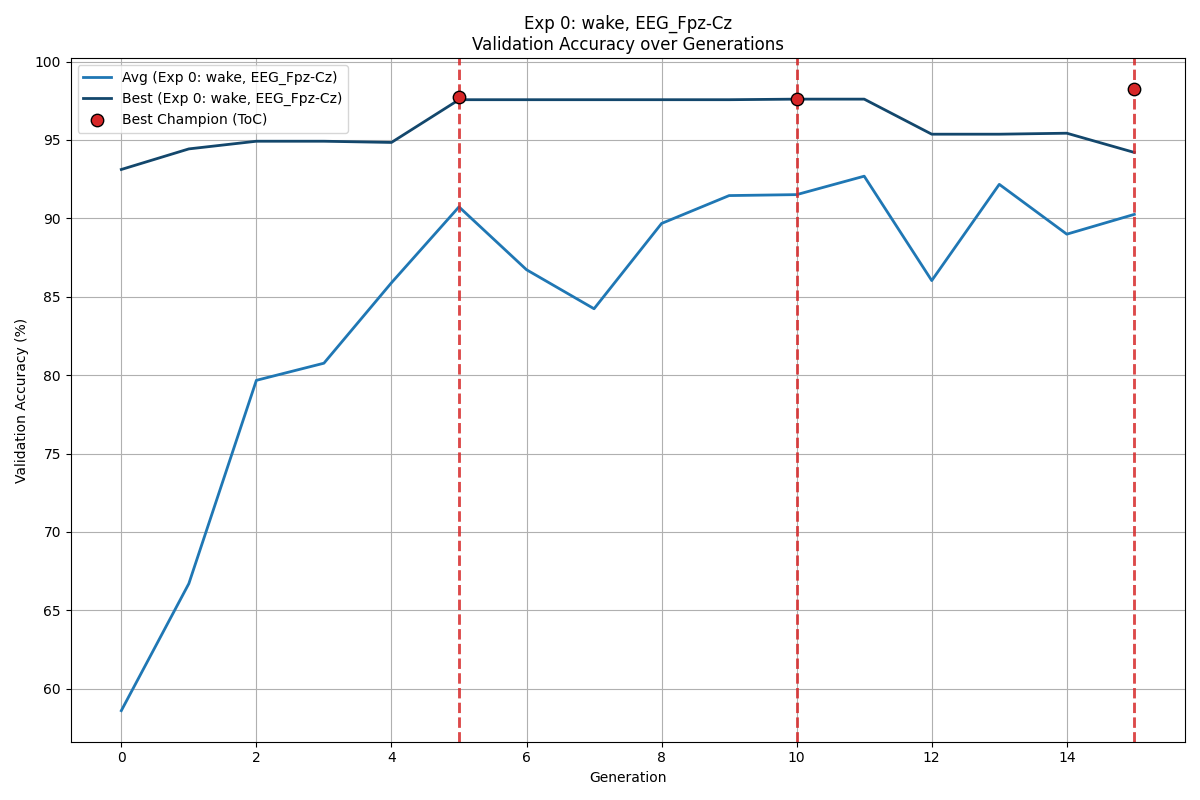 Exp 0: wake, EEG_Fpz-Cz
Validation Accuracy over Generations
Avg (Exp 0: wake, EEG_Fpz-Cz)
Best (Exp 0: wake, EEG_Fpz-Cz)
Best Champion (ToC)
Validation Accuracy (%)
100
95
90
85
80
75
70
65
60
0 2 4 6 8 10 12 14
Generation